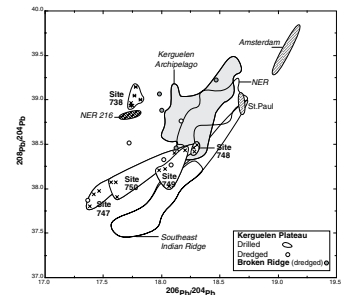 40.0
39.5
39.0
38.5
38.0
37.5
37.0
208Pb/204Pb
17.0
17.5
18.0
18.5
19.0
19.5
206Pb/204Pb
Amsterdam
Kerguelen
Archipelago
NER
St.Paul
Site
738
NER 216
Site
748
Site
750
Site
749
Site
747
Southeast
Indian Ridge
Kerguelen Plateau
Drilled
Dredged
Broken Ridge (dredged)